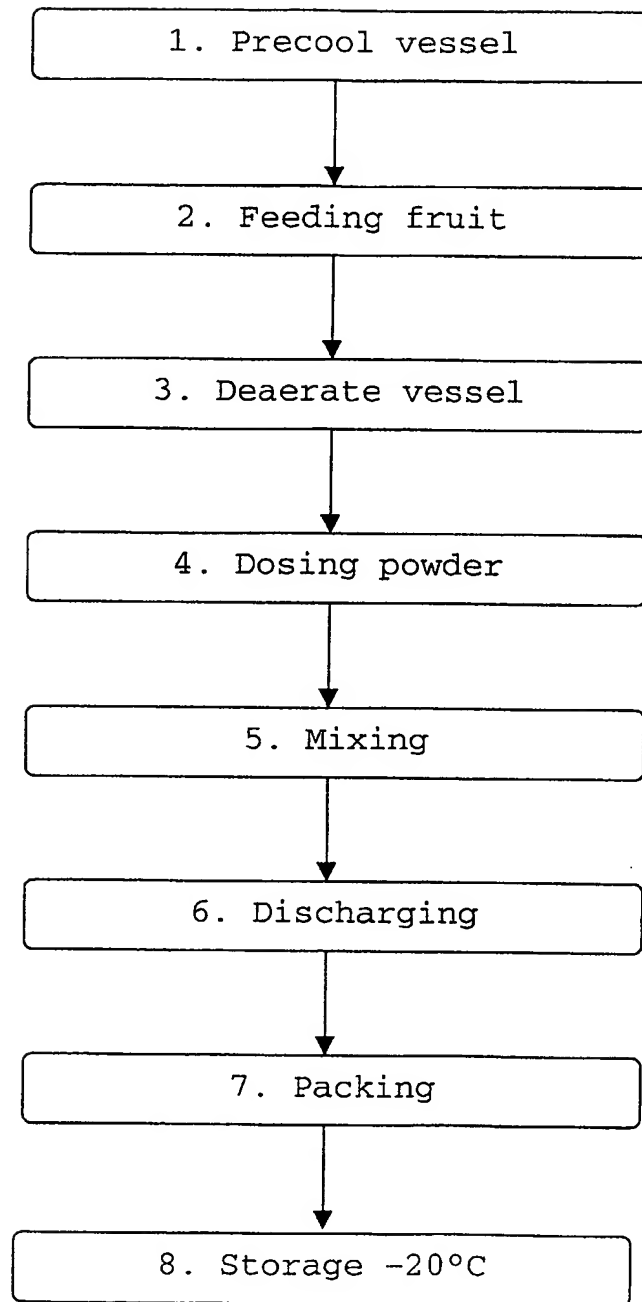 1. Precool vessel
2. Feeding fruit
3. Deaerate vessel
4. Dosing powder
5. Mixing
6. Discharging
7. Packing
8. Storage −20°C